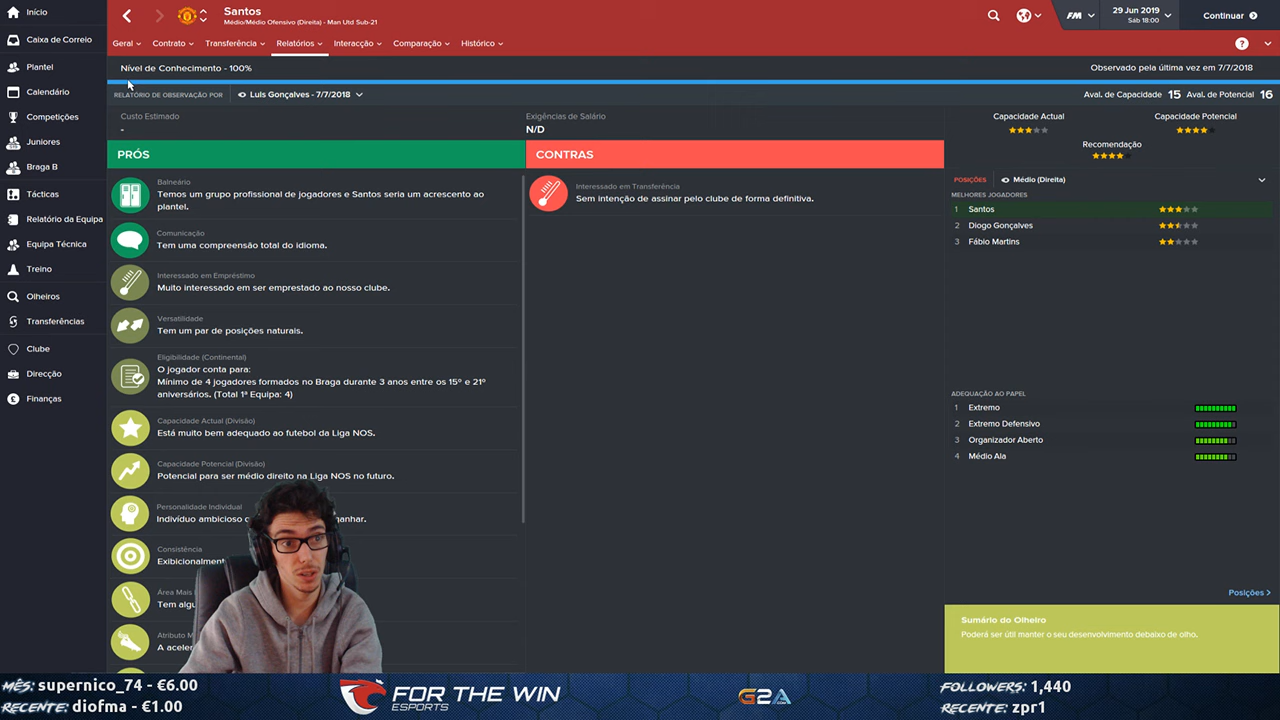 Início
Caixa de Correio
Plantel
Calendário
Competições
Juniores
Braga B
Tácticas
Relatório da Equipa
Equipa Técnica
Treino
Olheiros
Transferências
Clube
Direcção
Finanças
Santos
Médio/Médio Ofensivo (Direita) - Man Utd Sub-21
FM
29 Jun 2019
Sáb 18:00
Continuar
Geral
Contrato
Transferência
Relatórios
Interacção
Comparação
Histórico
?
Nível de Conhecimento - 100%
Observado pela última vez em 7/7/2018
RELATÓRIO DE OBSERVAÇÃO POR
Luis Gonçalves - 7/7/2018
Aval. de Capacidade 15 Aval. de Potencial 16
Custo Estimado
-
Exigências de Salário
N/D
PRÓS
Balneário
Temos um grupo profissional de jogadores e Santos seria um acrescento ao
plantel.
Comunicação
Tem uma compreensão total do idioma.
Interessado em Empréstimo
Muito interessado em ser emprestado ao nosso clube.
Versatilidade
Tem um par de posições naturais.
Eligibilidade (Continental)
O jogador conta para:
Mínimo de 4 jogadores formados no Braga durante 3 anos entre os 15º e 21º
aniversários. (Total 1ª Equipa: 4)
Capacidade Actual (Divisão)
Está muito bem adequado ao futebol da Liga NOS.
Capacidade Potencial (Divisão)
Potencial para ser médio direito na Liga NOS no futuro.
Personalidade Individual
Indivíduo ambicioso
anhar.
Consistência
Exibicionalment
Área Mais
Tem algu
Atributo M
A aceler
CONTRAS
Interessado em Transferência
Sem intenção de assinar pelo clube de forma definitiva.
Capacidade Actual
Capacidade Potencial
Recomendação
POSIÇÕES
Médio (Direita)
MELHORES JOGADORES
1 Santos
2 Diogo Gonçalves
3 Fábio Martins
ADEQUAÇÃO AO PAPEL
1 Extremo
2 Extremo Defensivo
3 Organizador Aberto
4 Médio Ala
Posições >
Sumário do Olheiro
Poderá ser útil manter o seu desenvolvimento debaixo de olho.
MÊS: supernico_74 - €6.00
RECENTE: diofma - €1.00
FOR THE WIN
ESPORTS
G2A
.COM
FOLLOWERS: 1,440
RECENTE: zpr1